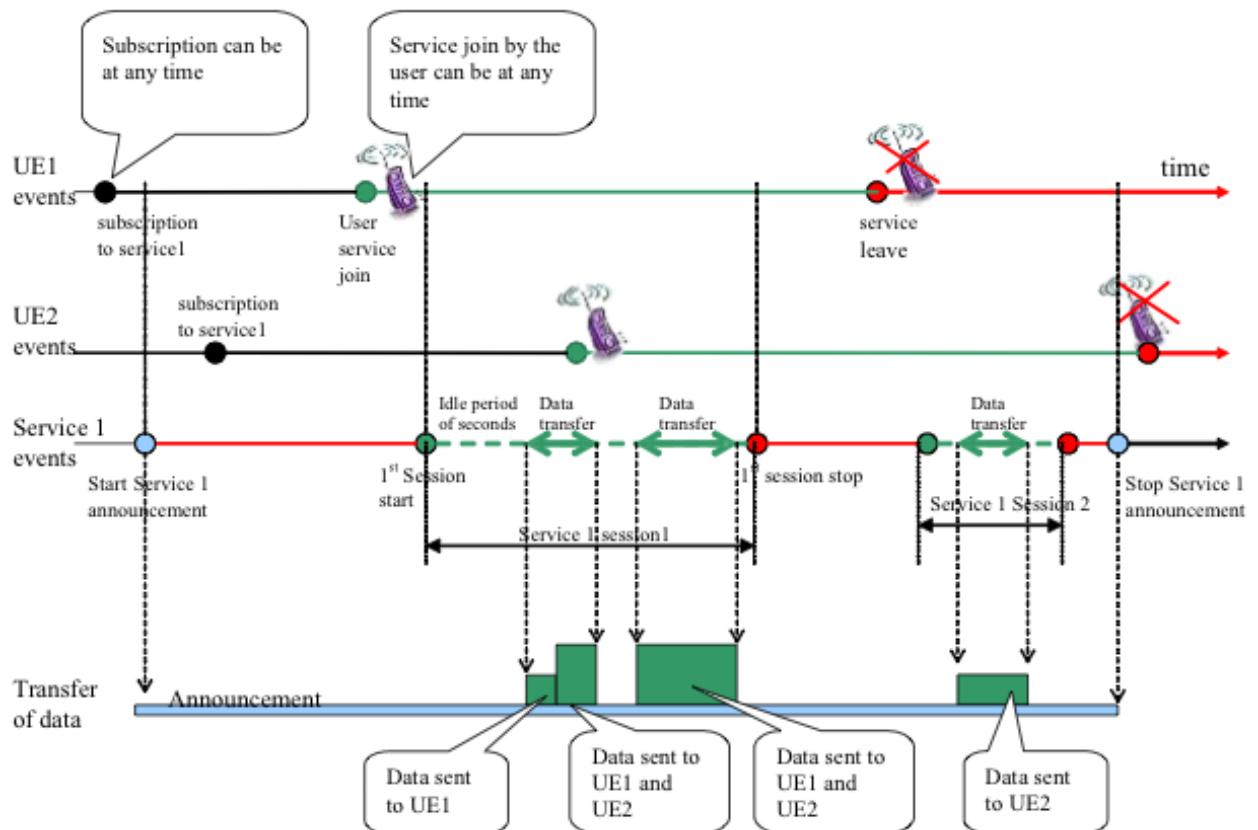 Subscription can be
at any time
Service join by the
user can be at any
time
UE1
events
time
subscription
to service1
User
service
join
service
leave
UE2
events
subscription
to service1
Service 1
events
Idle period
of seconds
Data
transfer
Data
transfer
Data
transfer
Start Service 1
announcement
1st Session
start
1st session stop
Stop Service 1
announcement
Service 1 session1
Service 1 Session 2
Transfer
of data
Announcement
Data sent
to UE1
Data sent to
UE1 and
UE2
Data sent to
UE1 and
UE2
Data sent
to UE2